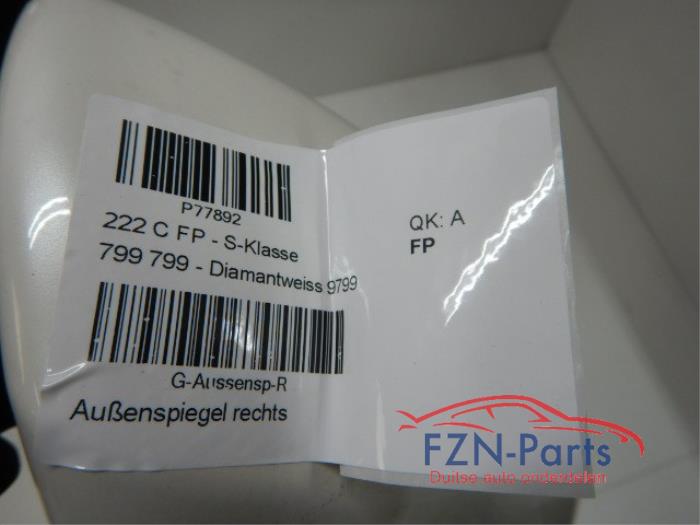 P77892
222 C FP - S-Klasse
799 799 - Diamantweiss 9799
G-Aussensp-R
Außenspiegel rechts
QK: A
FP
FZN-Parts
Duitse auto onderdelen